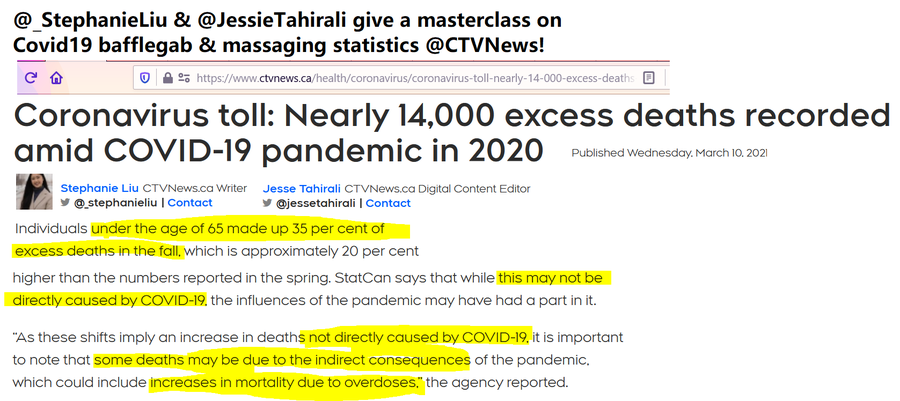 @_StephanieLiu & @JessieTahirali give a masterclass on
Covid19 bafflegab & massaging statistics @CTVNews!
https://www.ctvnews.ca/health/coronavirus/coronavirus-toll-nearly-14-000-excess-deaths
Coronavirus toll: Nearly 14,000 excess deaths recorded
amid COVID-19 pandemic in 2020
Published Wednesday, March 10, 2021
Stephanie Liu CTVNews.ca Writer
@_stephanieliu | Contact
Jesse Tahirali CTVNews.ca Digital Content Editor
@jessetahirali | Contact
Individuals under the age of 65 made up 35 per cent of
excess deaths in the fall, which is approximately 20 per cent
higher than the numbers reported in the spring. StatCan says that while this may not be
directly caused by COVID-19, the influences of the pandemic may have had a part in it.
“As these shifts imply an increase in deaths not directly caused by COVID-19, it is important
to note that some deaths may be due to the indirect consequences of the pandemic,
which could include increases in mortality due to overdoses,” the agency reported.